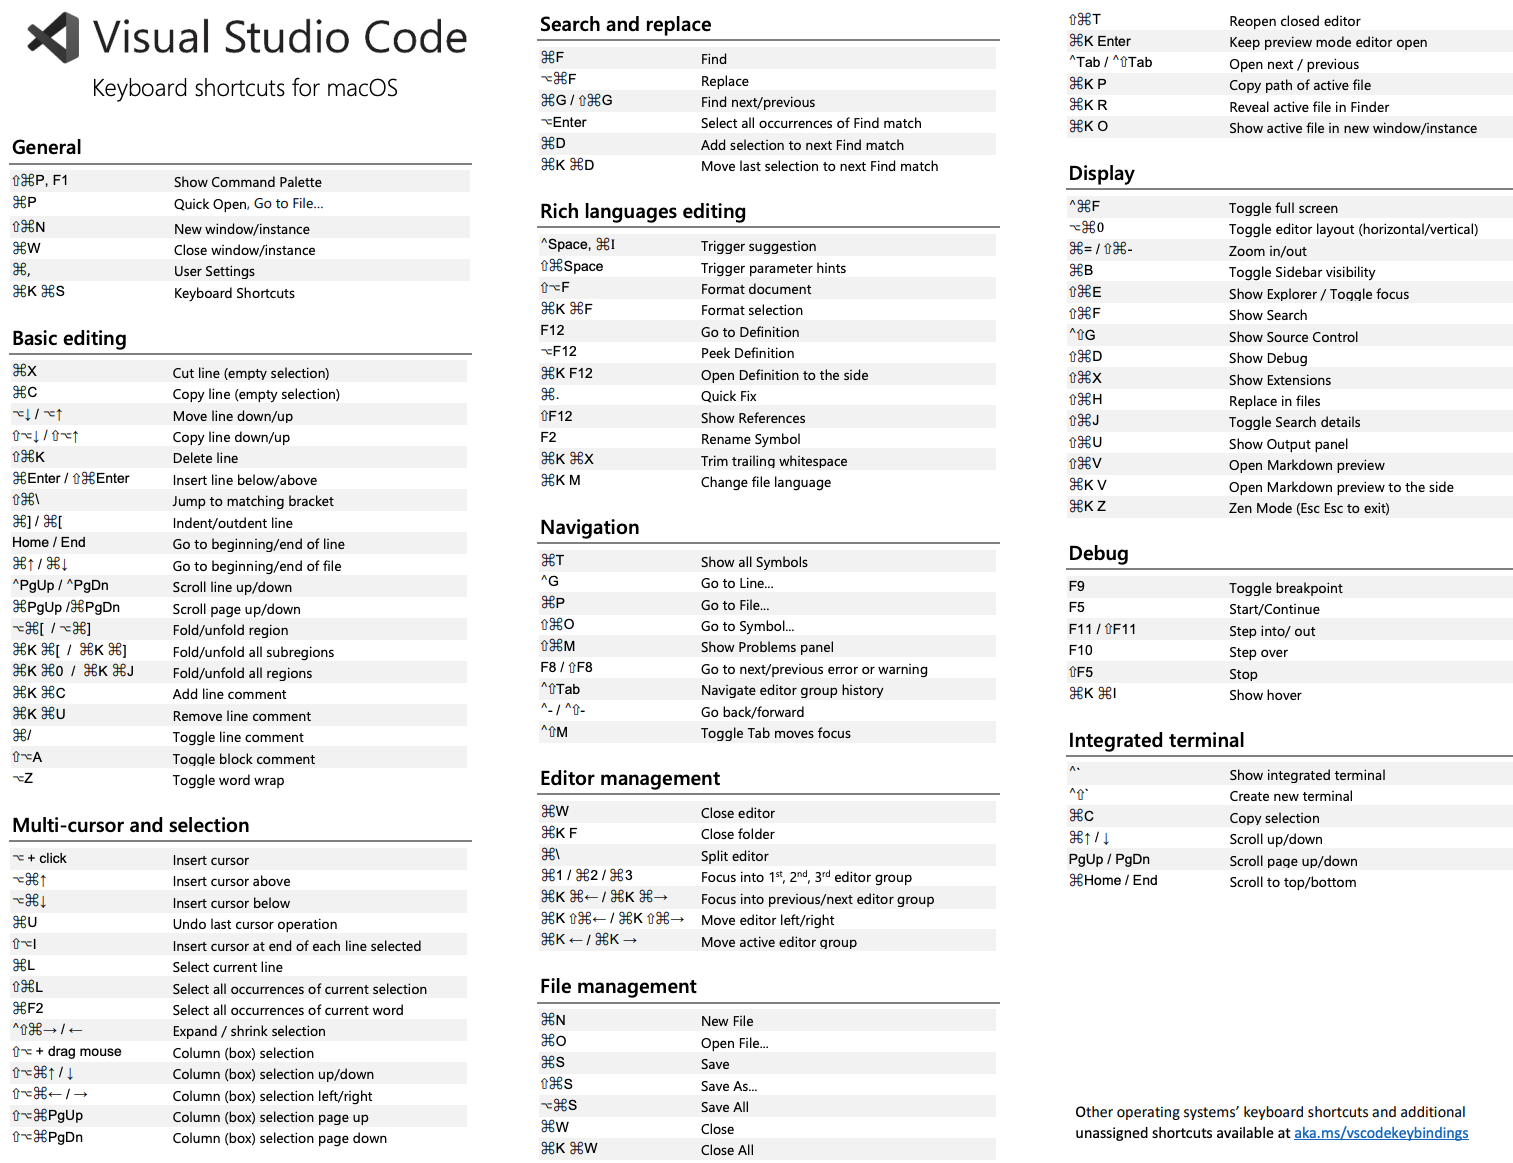 Visual Studio Code
Keyboard shortcuts for macOS
General
⇧⌘P, F1 Show Command Palette
⌘P Quick Open, Go to File…
⇧⌘N New window/instance
⌘W Close window/instance
⌘, User Settings
⌘K ⌘S Keyboard Shortcuts
Basic editing
⌘X Cut line (empty selection)
⌘C Copy line (empty selection)
⌥↓ / ⌥↑ Move line down/up
⇧⌥↓ / ⇧⌥↑ Copy line down/up
⇧⌘K Delete line
⌘Enter / ⇧⌘Enter Insert line below/above
⇧⌘\ Jump to matching bracket
⌘] / ⌘[ Indent/outdent line
Home / End Go to beginning/end of line
⌘↑ / ⌘↓ Go to beginning/end of file
^PgUp / ^PgDn Scroll line up/down
⌘PgUp /⌘PgDn Scroll page up/down
⌥⌘[ / ⌥⌘] Fold/unfold region
⌘K ⌘[ / ⌘K ⌘] Fold/unfold all subregions
⌘K ⌘0 / ⌘K ⌘J Fold/unfold all regions
⌘K ⌘C Add line comment
⌘K ⌘U Remove line comment
⌘/ Toggle line comment
⇧⌥A Toggle block comment
⌥Z Toggle word wrap
Multi-cursor and selection
⌥ + click Insert cursor
⌥⌘↑ Insert cursor above
⌥⌘↓ Insert cursor below
⌘U Undo last cursor operation
⇧⌥I Insert cursor at end of each line selected
⌘L Select current line
⇧⌘L Select all occurrences of current selection
⌘F2 Select all occurrences of current word
^⇧⌘→ / ← Expand / shrink selection
⇧⌥ + drag mouse Column (box) selection
⇧⌥⌘↑ / ↓ Column (box) selection up/down
⇧⌥⌘← / → Column (box) selection left/right
⇧⌥⌘PgUp Column (box) selection page up
⇧⌥⌘PgDn Column (box) selection page down
Search and replace
⌘F Find
⌥⌘F Replace
⌘G / ⇧⌘G Find next/previous
⌥Enter Select all occurrences of Find match
⌘D Add selection to next Find match
⌘K ⌘D Move last selection to next Find match
Rich languages editing
^Space, ⌘I Trigger suggestion
⇧⌘Space Trigger parameter hints
⇧⌥F Format document
⌘K ⌘F Format selection
F12 Go to Definition
⌥F12 Peek Definition
⌘K F12 Open Definition to the side
⌘. Quick Fix
⇧F12 Show References
F2 Rename Symbol
⌘K ⌘X Trim trailing whitespace
⌘K M Change file language
Navigation
⌘T Show all Symbols
^G Go to Line…
⌘P Go to File…
⇧⌘O Go to Symbol…
⇧⌘M Show Problems panel
F8 / ⇧F8 Go to next/previous error or warning
^⇧Tab Navigate editor group history
^- / ^⇧- Go back/forward
^⇧M Toggle Tab moves focus
Editor management
⌘W Close editor
⌘K F Close folder
⌘\ Split editor
⌘1 / ⌘2 / ⌘3 Focus into 1st, 2nd, 3rd editor group
⌘K ⌘← / ⌘K ⌘→ Focus into previous/next editor group
⌘K ⇧⌘← / ⌘K ⇧⌘→ Move editor left/right
⌘K ← / ⌘K → Move active editor group
File management
⌘N New File
⌘O Open File…
⌘S Save
⇧⌘S Save As…
⌥⌘S Save All
⌘W Close
⌘K ⌘W Close All
⇧⌘T Reopen closed editor
⌘K Enter Keep preview mode editor open
^Tab / ^⇧Tab Open next / previous
⌘K P Copy path of active file
⌘K R Reveal active file in Finder
⌘K O Show active file in new window/instance
Display
^⌘F Toggle full screen
⌥⌘0 Toggle editor layout (horizontal/vertical)
⌘= / ⇧⌘- Zoom in/out
⌘B Toggle Sidebar visibility
⇧⌘E Show Explorer / Toggle focus
⇧⌘F Show Search
^⇧G Show Source Control
⇧⌘D Show Debug
⇧⌘X Show Extensions
⇧⌘H Replace in files
⇧⌘J Toggle Search details
⇧⌘U Show Output panel
⇧⌘V Open Markdown preview
⌘K V Open Markdown preview to the side
⌘K Z Zen Mode (Esc Esc to exit)
Debug
F9 Toggle breakpoint
F5 Start/Continue
F11 / ⇧F11 Step into/ out
F10 Step over
⇧F5 Stop
⌘K ⌘I Show hover
Integrated terminal
^` Show integrated terminal
^⇧` Create new terminal
⌘C Copy selection
⌘↑ / ↓ Scroll up/down
PgUp / PgDn Scroll page up/down
⌘Home / End Scroll to top/bottom
Other operating systems’ keyboard shortcuts and additional
unassigned shortcuts available at aka.ms/vscodekeybindings